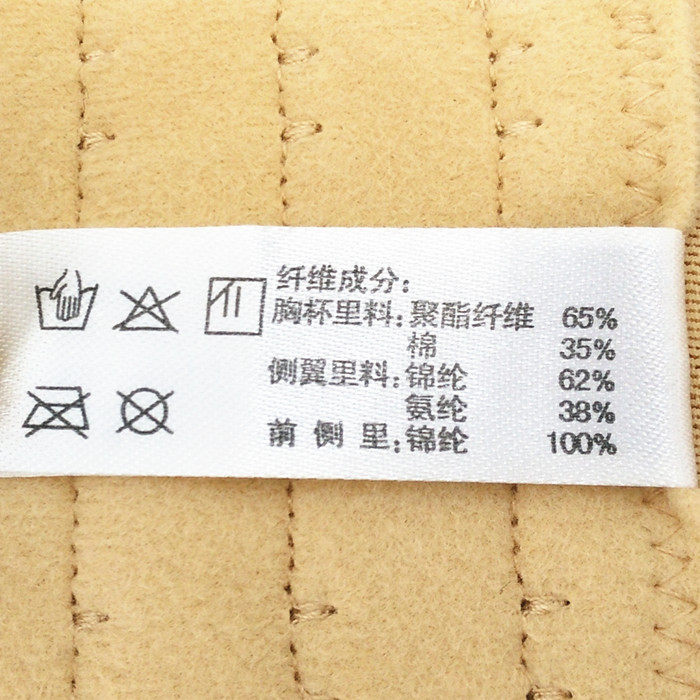 纤维成分:
胸杯里料:聚酯纤维 65%
棉 35%
侧翼里料:锦纶 62%
氨纶 38%
前 侧 里:锦纶 100%